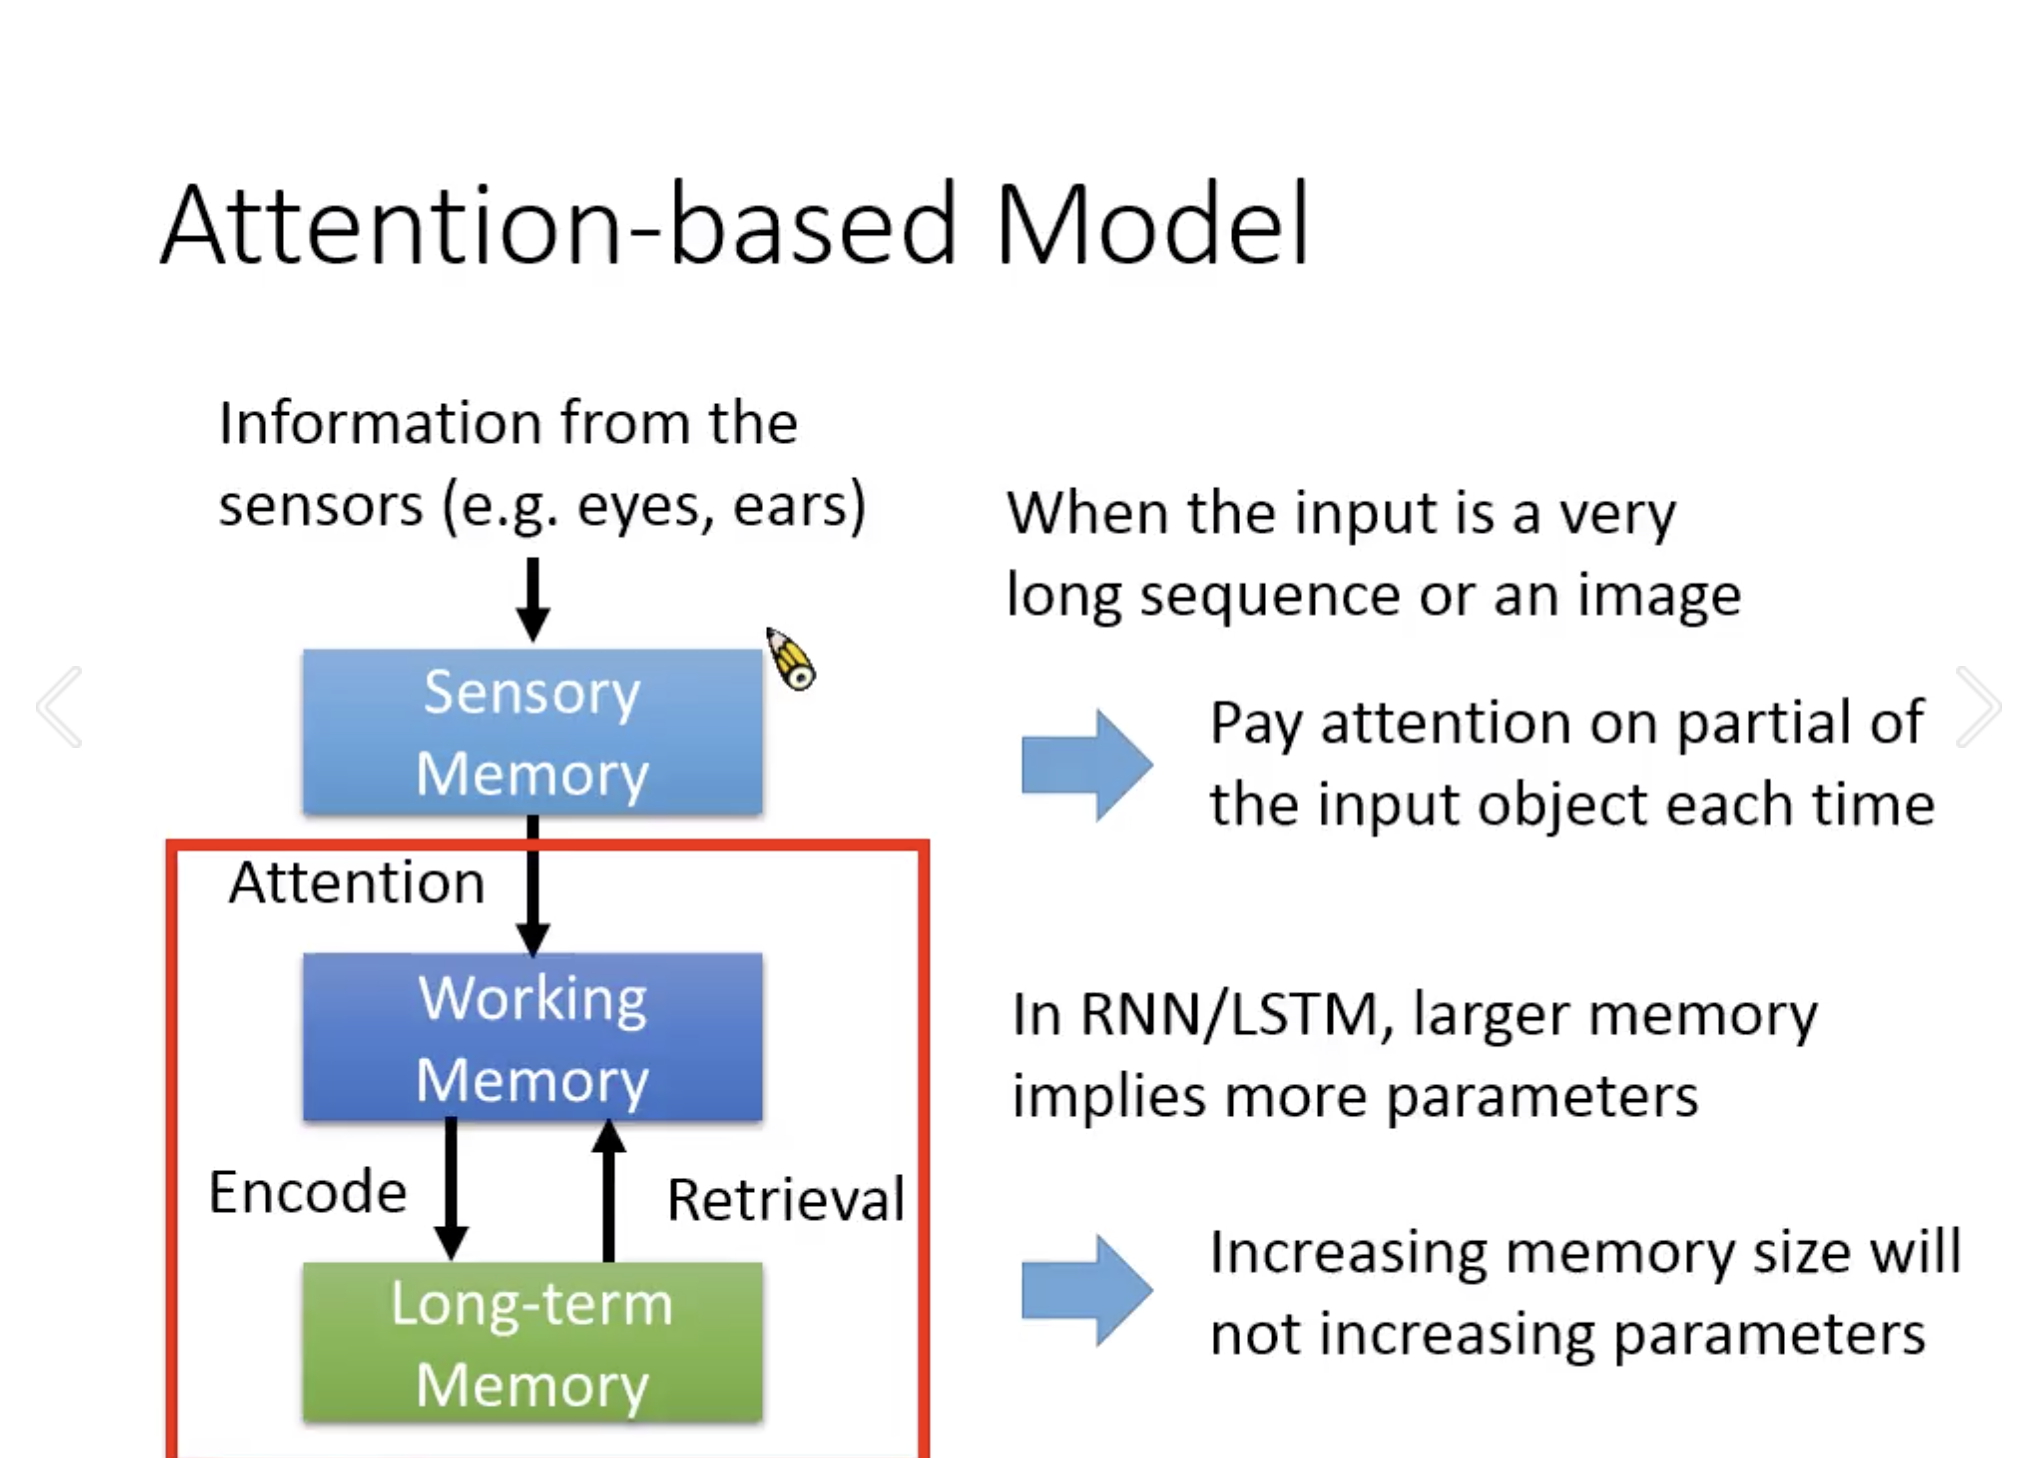 Attention-based Model
Information from the
sensors (e.g. eyes, ears)
Sensory
Memory
Attention
Working
Memory
Encode
Retrieval
Long-term
Memory
When the input is a very
long sequence or an image
Pay attention on partial of
the input object each time
In RNN/LSTM, larger memory
implies more parameters
Increasing memory size will
not increasing parameters